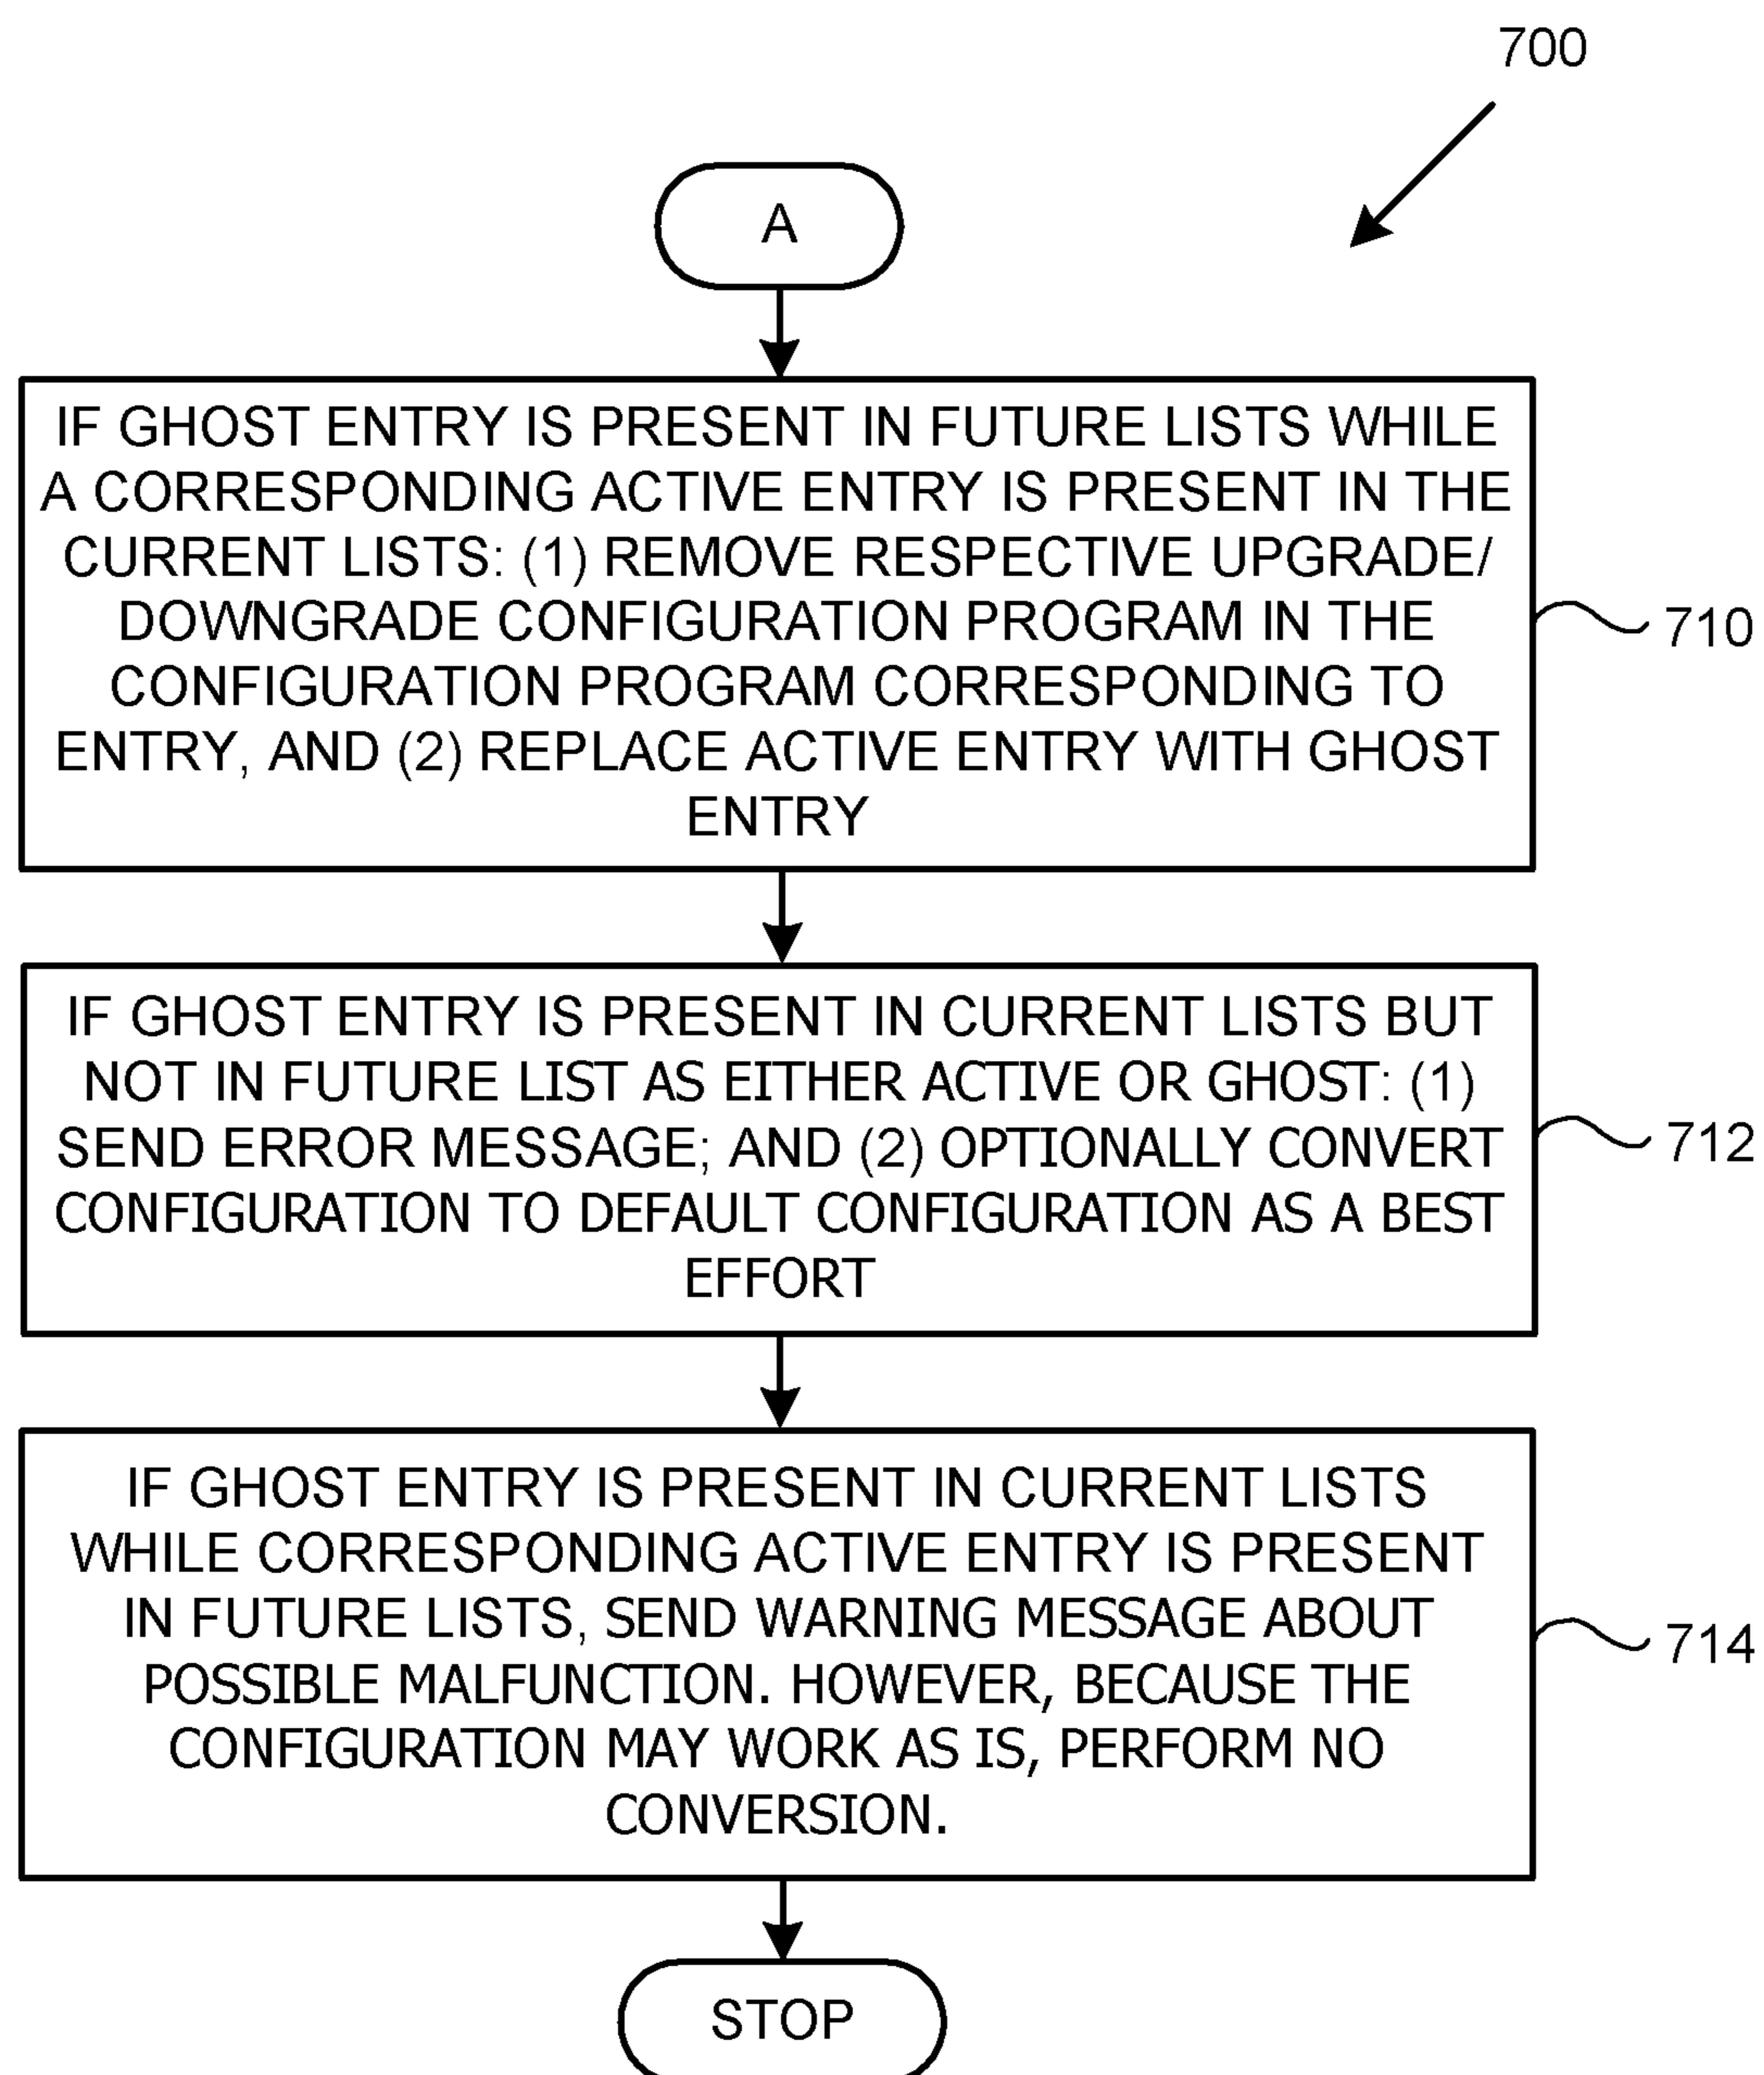 700
A
IF GHOST ENTRY IS PRESENT IN FUTURE LISTS WHILE
A CORRESPONDING ACTIVE ENTRY IS PRESENT IN THE
CURRENT LISTS: (1) REMOVE RESPECTIVE UPGRADE/
DOWNGRADE CONFIGURATION PROGRAM IN THE
CONFIGURATION PROGRAM CORRESPONDING TO
ENTRY, AND (2) REPLACE ACTIVE ENTRY WITH GHOST
ENTRY
710
IF GHOST ENTRY IS PRESENT IN CURRENT LISTS BUT
NOT IN FUTURE LIST AS EITHER ACTIVE OR GHOST: (1)
SEND ERROR MESSAGE; AND (2) OPTIONALLY CONVERT
CONFIGURATION TO DEFAULT CONFIGURATION AS A BEST
EFFORT
712
IF GHOST ENTRY IS PRESENT IN CURRENT LISTS
WHILE CORRESPONDING ACTIVE ENTRY IS PRESENT
IN FUTURE LISTS, SEND WARNING MESSAGE ABOUT
POSSIBLE MALFUNCTION. HOWEVER, BECAUSE THE
CONFIGURATION MAY WORK AS IS, PERFORM NO
CONVERSION.
714
STOP